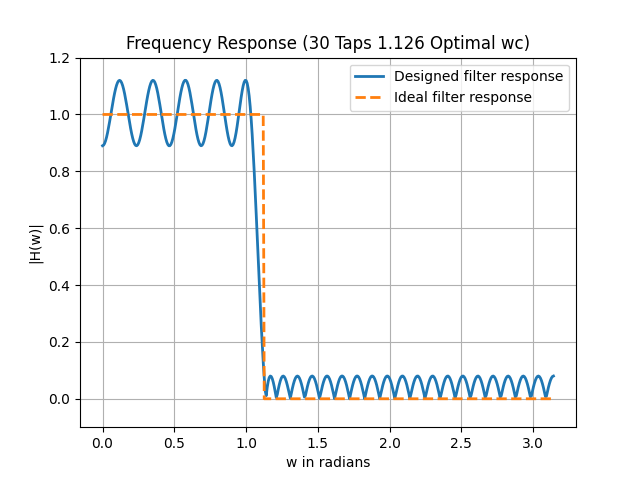 Frequency Response (30 Taps 1.126 Optimal wc)
Designed filter response
Ideal filter response
|H(w)|
1.2
1.0
0.8
0.6
0.4
0.2
0.0
0.0 0.5 1.0 1.5 2.0 2.5 3.0
w in radians